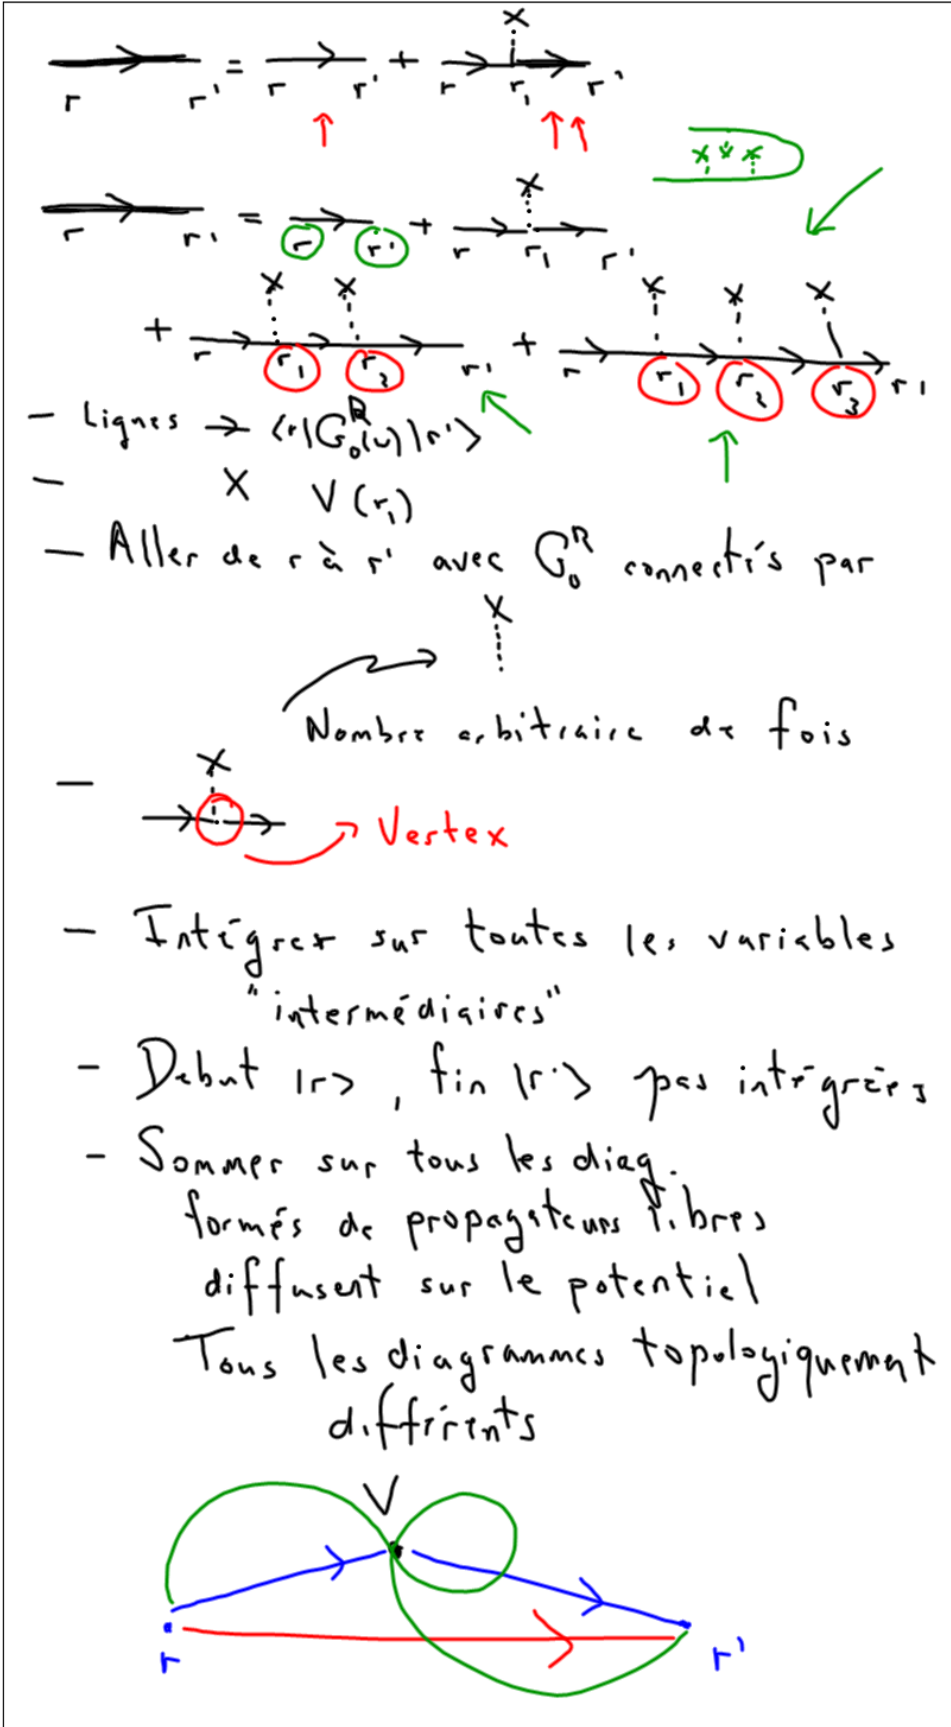 r r' = r r' + r r₁ r'
x
r r' = r r' + r r₁ r'
x x x
x
+ r r₁ r₂ r' + r r₁ r₂ r₃ r'
x x x x x
- Lignes → ⟨r|G₀ᴿ(ω)|r'⟩
- X V(r₁)
- Aller de r à r' avec G₀ᴿ connectés par
X
Nombre arbitraire de fois
- X
Vertex
- Intégrer sur toutes les variables
"intermédiaires"
- Debut |r>, fin |r'> pas intégrées
- Sommer sur tous les diag.
formés de propagateurs libres
diffusent sur le potentiel
Tous les diagrammes topologiquement
différents
V
r r'